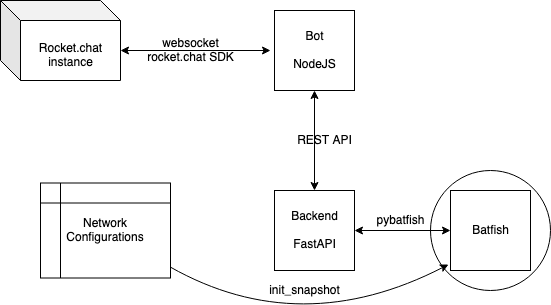 Rocket.chat
instance
websocket
rocket.chat SDK
Bot
NodeJS
REST API
Network
Configurations
Backend
FastAPI
pybatfish
Batfish
init_snapshot